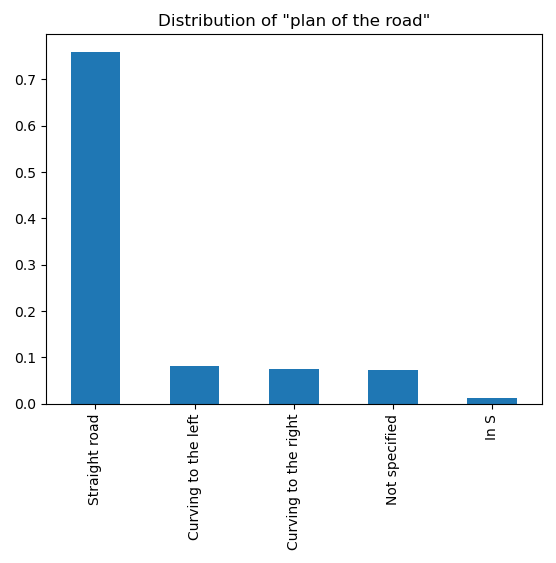 Distribution of "plan of the road"
0.7
0.6
0.5
0.4
0.3
0.2
0.1
0.0
Straight road
Curving to the left
Curving to the right
Not specified
In S